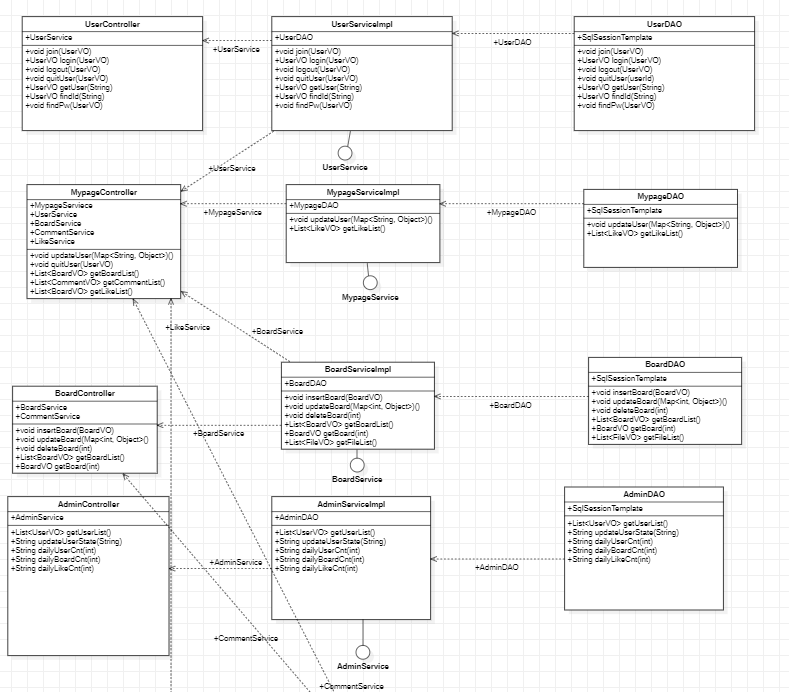 UserController
+UserService
+void join(UserVO)
+UserVO login(UserVO)
+void logout(UserVO)
+void quitUser(UserVO)
+UserVO getUser(String)
+UserVO findId(String)
+void findPw(UserVO)
+UserService
UserServiceImpl
+UserDAO
+void join(UserVO)
+UserVO login(UserVO)
+void logout(UserVO)
+void quitUser(UserVO)
+UserVO getUser(String)
+UserVO findId(String)
+void findPw(UserVO)
+UserDAO
UserDAO
+SqlSessionTemplate
+void join(UserVO)
+UserVO login(UserVO)
+void logout(UserVO)
+void quitUser(userId)
+UserVO getUser(String)
+UserVO findId(String)
+void findPw(UserVO)
UserService
+UserService
MypageController
+MypageServiece
+UserService
+BoardService
+CommentService
+LikeService
+void updateUser(Map<String, Object>)()
+void quitUser(UserVO)
+List<BoardVO> getBoardList()
+List<CommentVO> getCommentList()
+List<BoardVO> getLikeList()
+MypageService
MypageServiceImpl
+MypageDAO
+void updateUser(Map<String, Object>)()
+List<LikeVO> getLikeList()
+MypageDAO
MypageDAO
+SqlSessionTemplate
+void updateUser(Map<String, Object>)()
+List<LikeVO> getLikeList()
MypageService
+LikeService
+BoardService
BoardController
+BoardService
+CommentService
+void insertBoard(BoardVO)
+void updateBoard(Map<int, Object>)()
+void deleteBoard(int)
+List<BoardVO> getBoardList()
+BoardVO getBoard(int)
+BoardService
BoardServiceImpl
+BoardDAO
+void insertBoard(BoardVO)
+void updateBoard(Map<int, Object>)()
+void deleteBoard(int)
+List<BoardVO> getBoardList()
+BoardVO getBoard(int)
+List<FileVO> getFileList()
+BoardDAO
BoardDAO
+SqlSessionTemplate
+void insertBoard(BoardVO)
+void updateBoard(Map<int, Object>)()
+void deleteBoard(int)
+List<BoardVO> getBoardList()
+BoardVO getBoard(int)
+List<FileVO> getFileList()
BoardService
AdminController
+AdminService
+List<UserVO> getUserList()
+String updateUserState(String)
+String dailyUserCnt(int)
+String dailyBoardCnt(int)
+String dailyLikeCnt(int)
+AdminService
AdminServiceImpl
+AdminDAO
+List<UserVO> getUserList()
+String updateUserState(String)
+String dailyUserCnt(int)
+String dailyBoardCnt(int)
+String dailyLikeCnt(int)
+AdminDAO
AdminDAO
+SqlSessionTemplate
+List<UserVO> getUserList()
+String updateUserState(String)
+String dailyUserCnt(int)
+String dailyBoardCnt(int)
+String dailyLikeCnt(int)
+CommentService
AdminService
+CommentService